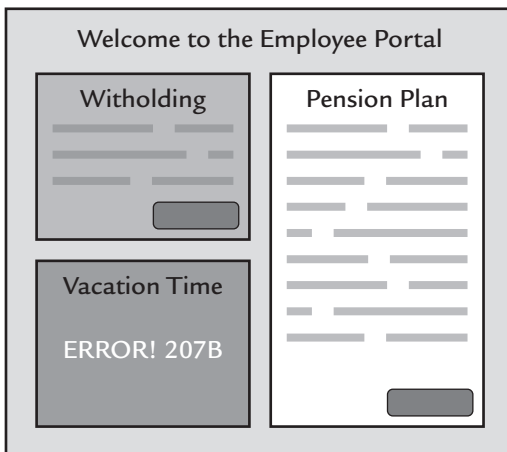 Welcome to the Employee Portal
Witholding
Pension Plan
Vacation Time
ERROR! 207B